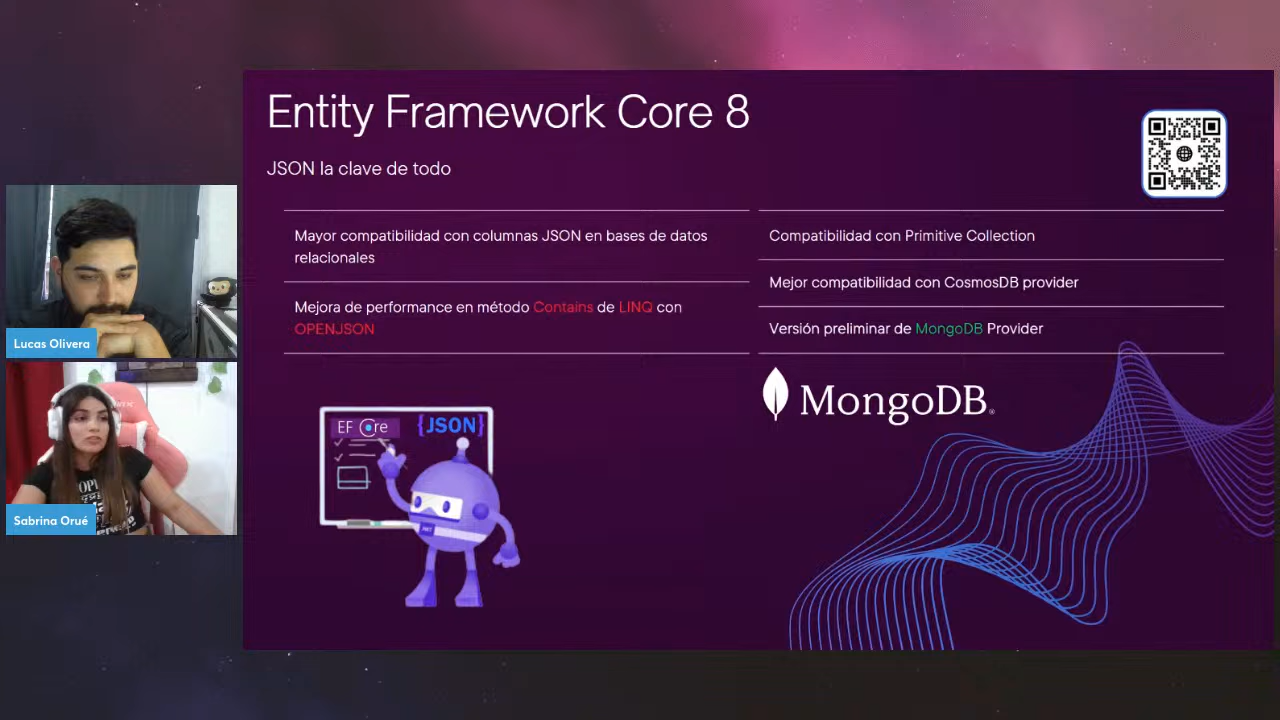 Entity Framework Core 8
JSON la clave de todo
Mayor compatibilidad con columnas JSON en bases de datos
relacionales
Mejora de performance en método Contains de LINQ con
OPENJSON
Compatibilidad con Primitive Collection
Mejor compatibilidad con CosmosDB provider
Versión preliminar de MongoDB Provider
MongoDB®
EF Core
{JSON}
.NET
Lucas Olivera
Sabrina Orué